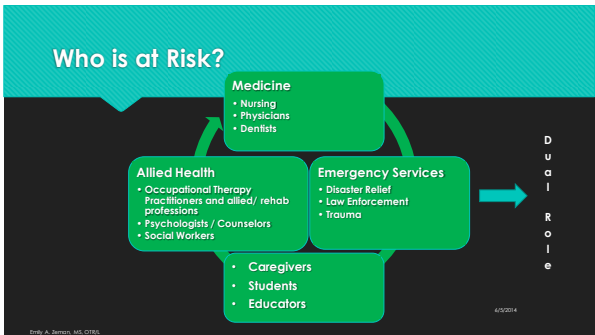 Who is at Risk?
Medicine
• Nursing
• Physicians
• Dentists
Allied Health
• Occupational Therapy
Practitioners and allied/ rehab
professions
• Psychologists / Counselors
• Social Workers
Emergency Services
• Disaster Relief
• Law Enforcement
• Trauma
• Caregivers
• Students
• Educators
D
u
a
l
R
o
l
e
6/5/2014
Emily A. Zeman, MS, OTR/L